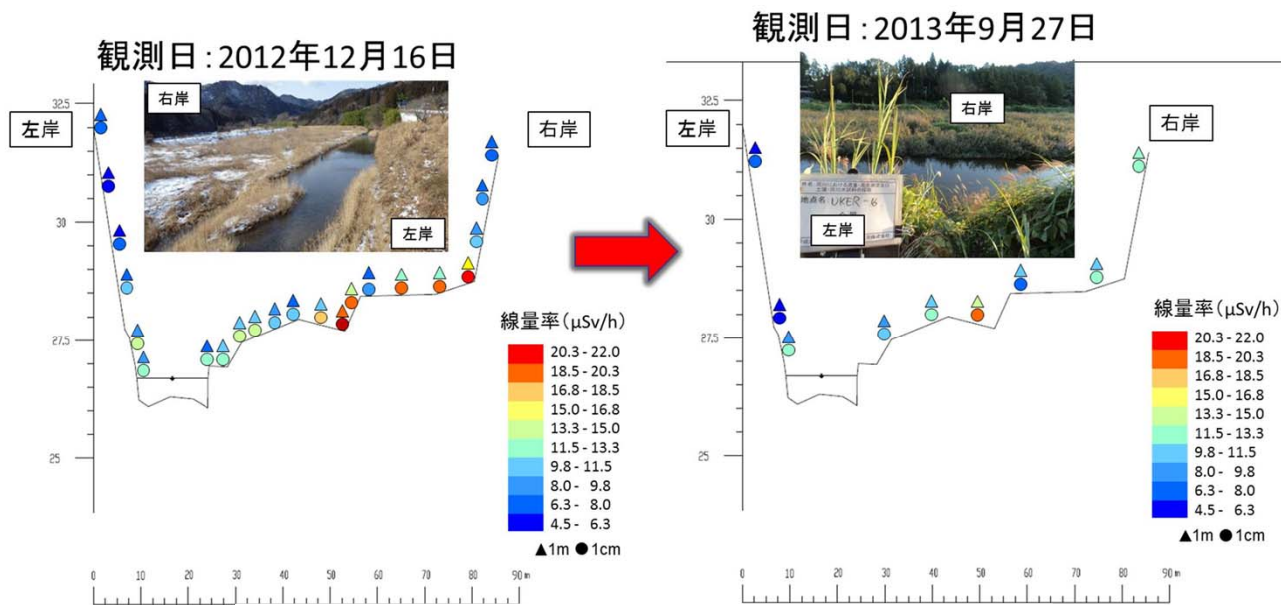 観測日：2012年12月16日
32.5
30
27.5
25
左岸
右岸
左岸
右岸
線量率(μSv/h)
20.3 - 22.0
18.5 - 20.3
16.8 - 18.5
15.0 - 16.8
13.3 - 15.0
11.5 - 13.3
9.8 - 11.5
8.0 - 9.8
6.3 - 8.0
4.5 - 6.3
▲1m ●1cm
0 10 20 30 40 50 60 70 80 90 m
観測日：2013年9月27日
32.5
30
27.5
25
左岸
右岸
地点名：UKER-6
左岸
右岸
線量率(μSv/h)
20.3 - 22.0
18.5 - 20.3
16.8 - 18.5
15.0 - 16.8
13.3 - 15.0
11.5 - 13.3
9.8 - 11.5
8.0 - 9.8
6.3 - 8.0
4.5 - 6.3
▲1m ●1cm
0 10 20 30 40 50 60 70 80 90 m